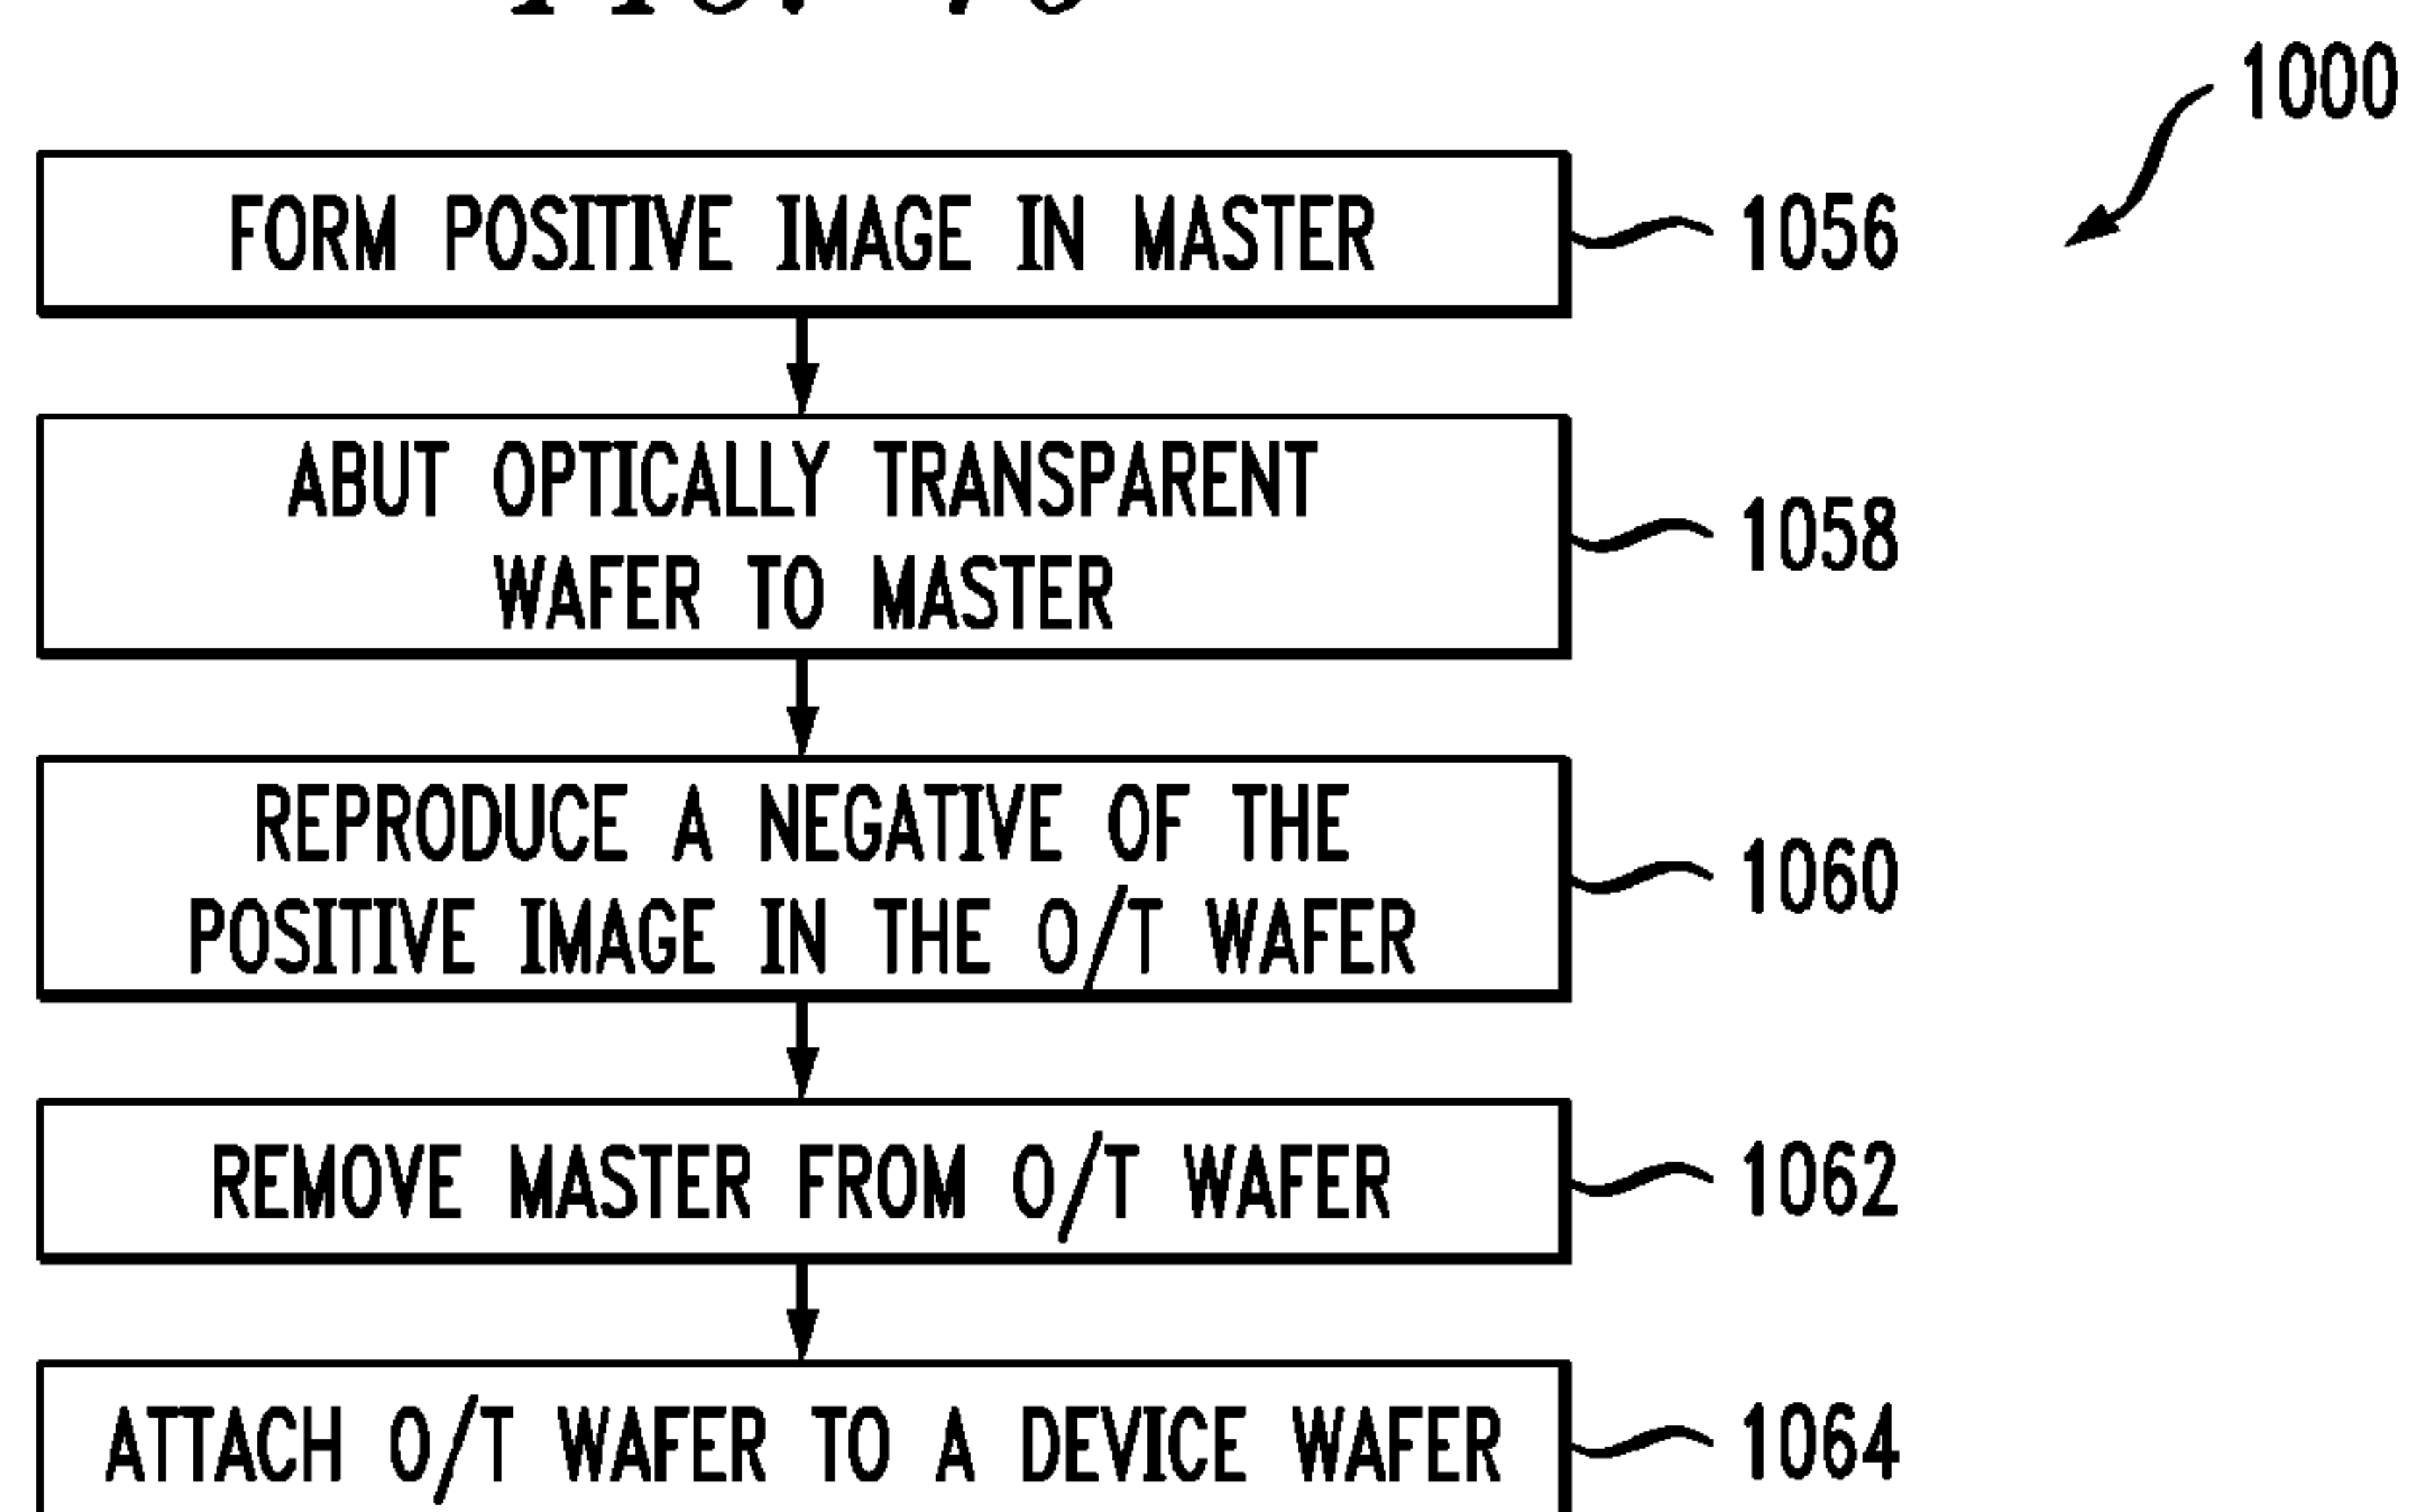 1000
FORM POSITIVE IMAGE IN MASTER
1056
ABUT OPTICALLY TRANSPARENT
WAFER TO MASTER
1058
REPRODUCE A NEGATIVE OF THE
POSITIVE IMAGE IN THE O/T WAFER
1060
REMOVE MASTER FROM O/T WAFER
1062
ATTACH O/T WAFER TO A DEVICE WAFER
1064